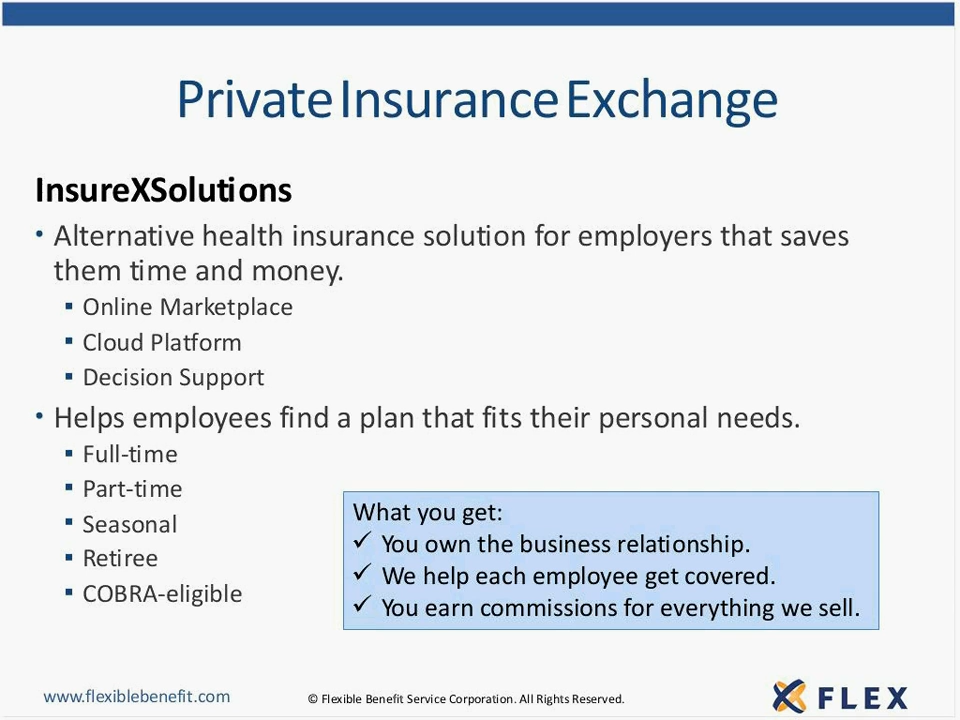 Private Insurance Exchange
InsureXSolutions
• Alternative health insurance solution for employers that saves
them time and money.
▪ Online Marketplace
▪ Cloud Platform
▪ Decision Support
• Helps employees find a plan that fits their personal needs.
▪ Full-time
▪ Part-time
▪ Seasonal
▪ Retiree
▪ COBRA-eligible
What you get:
✓ You own the business relationship.
✓ We help each employee get covered.
✓ You earn commissions for everything we sell.
www.flexiblebenefit.com
© Flexible Benefit Service Corporation. All Rights Reserved.
FLEX